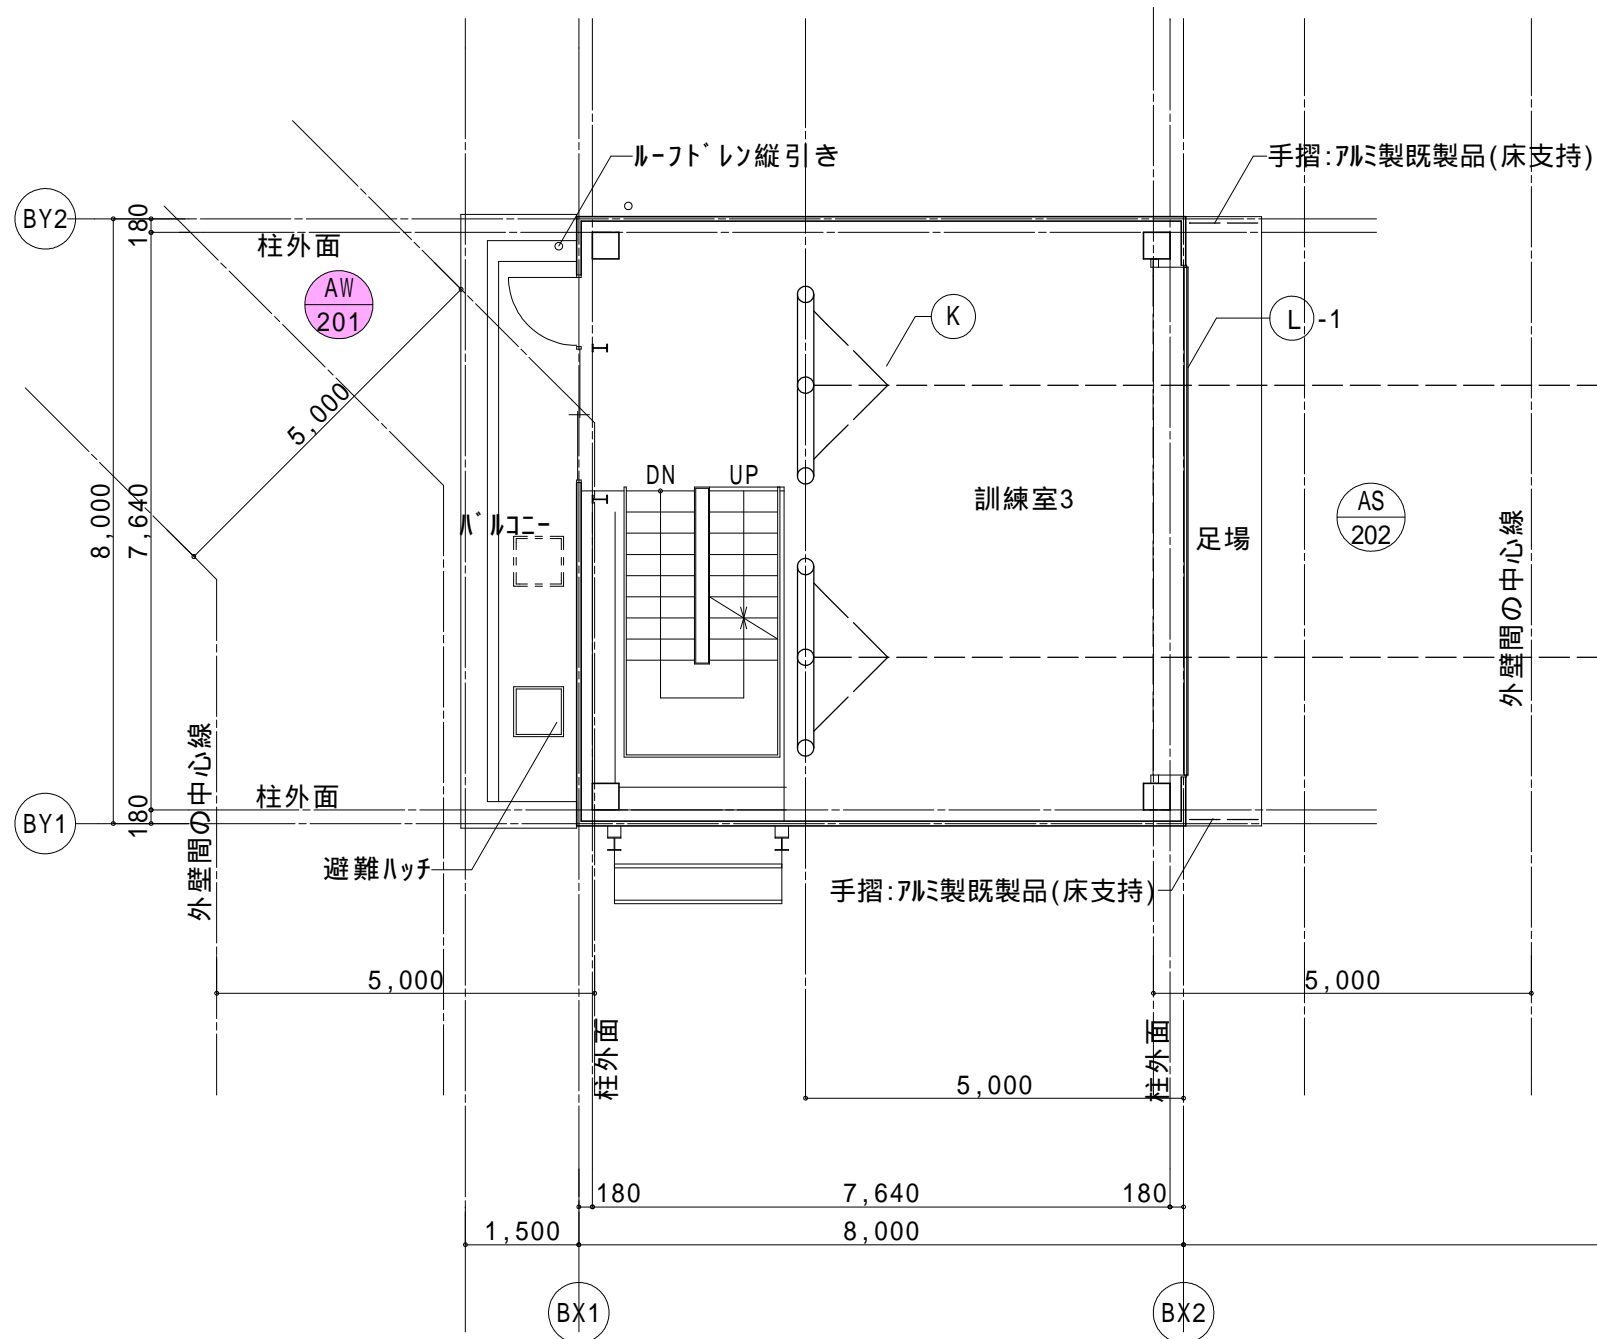 ﾙｰﾌﾄﾞﾚﾝ縦引き
手摺:ｱﾙﾐ製既製品(床支持)
BY2
180
柱外面
AW
201
K
L -1
5,000
DN
UP
訓練室3
AS
202
足場
8,000
7,640
ﾊﾞﾙｺﾆｰ
外壁間の中心線
外壁間の中心線
柱外面
BY1
180
避難ﾊｯﾁ
手摺:ｱﾙﾐ製既製品(床支持)
5,000
5,000
柱外面
柱外面
5,000
180
7,640
180
1,500
8,000
BX1
BX2